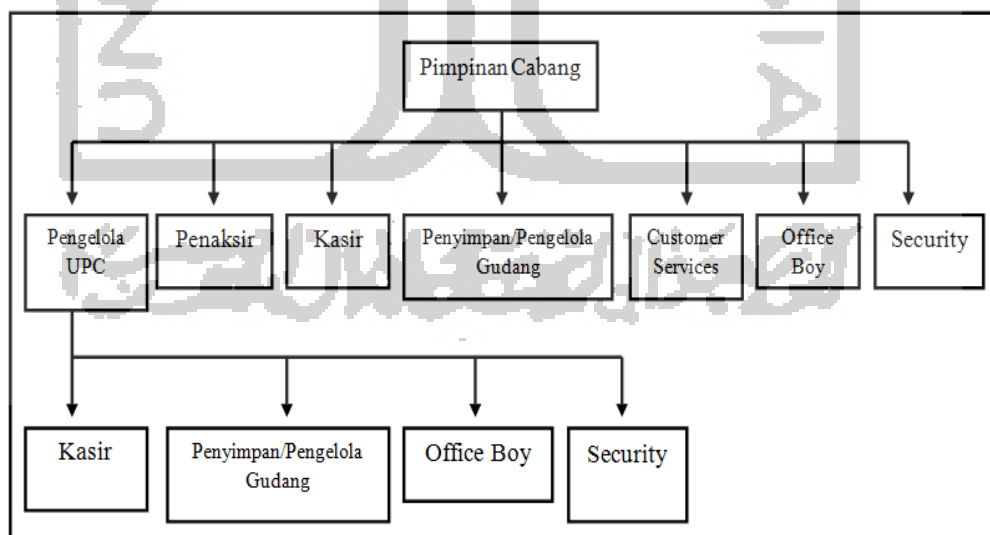 Pimpinan Cabang
Pengelola
UPC
Penaksir
Kasir
Penyimpan/Pengelola
Gudang
Customer
Services
Office
Boy
Security
Kasir
Penyimpan/Pengelola
Gudang
Office Boy
Security